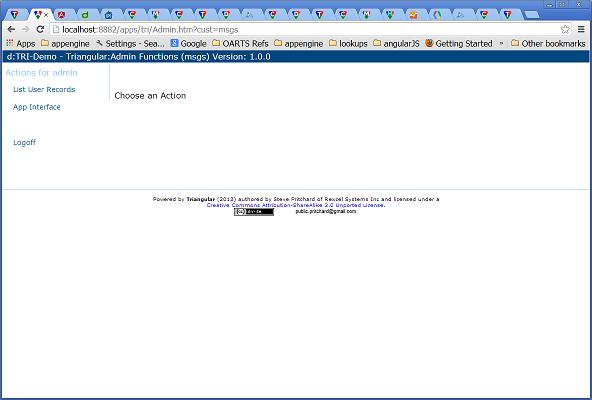 localhost:8882/apps/tri/Admin.htm?cust=msgs
Apps appengine Settings - Sea... Google OARTS Refs appengine lookups angularJS Getting Started » Other bookmarks
d:TRI-Demo - Triangular:Admin Functions (msgs) Version: 1.0.0
Actions for admin
List User Records
Choose an Action
App Interface
Logoff
Powered by Triangular (2013) authored by Steve Pritchard of Rexcel Systems Inc and licensed under a
Creative Commons Attribution-ShareAlike 3.0 Unported License.
public.pritchard@gmail.com